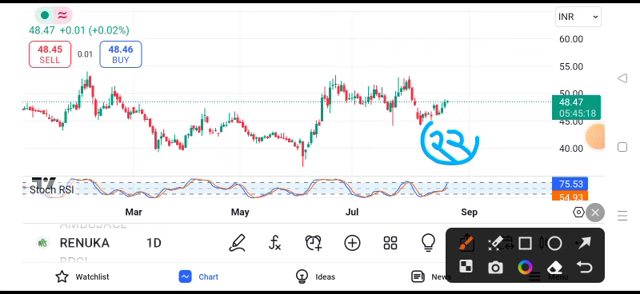 INR
60.00
48.47 +0.01 (+0.02%)
48.45
SELL
0.01
48.46
BUY
55.00
50.00
48.47
05:45:18
45.00
40.00
Stoch RSI
75.53
54.93
Mar
May
Jul
Sep
RENUKA
1D
Watchlist
Chart
Ideas
News